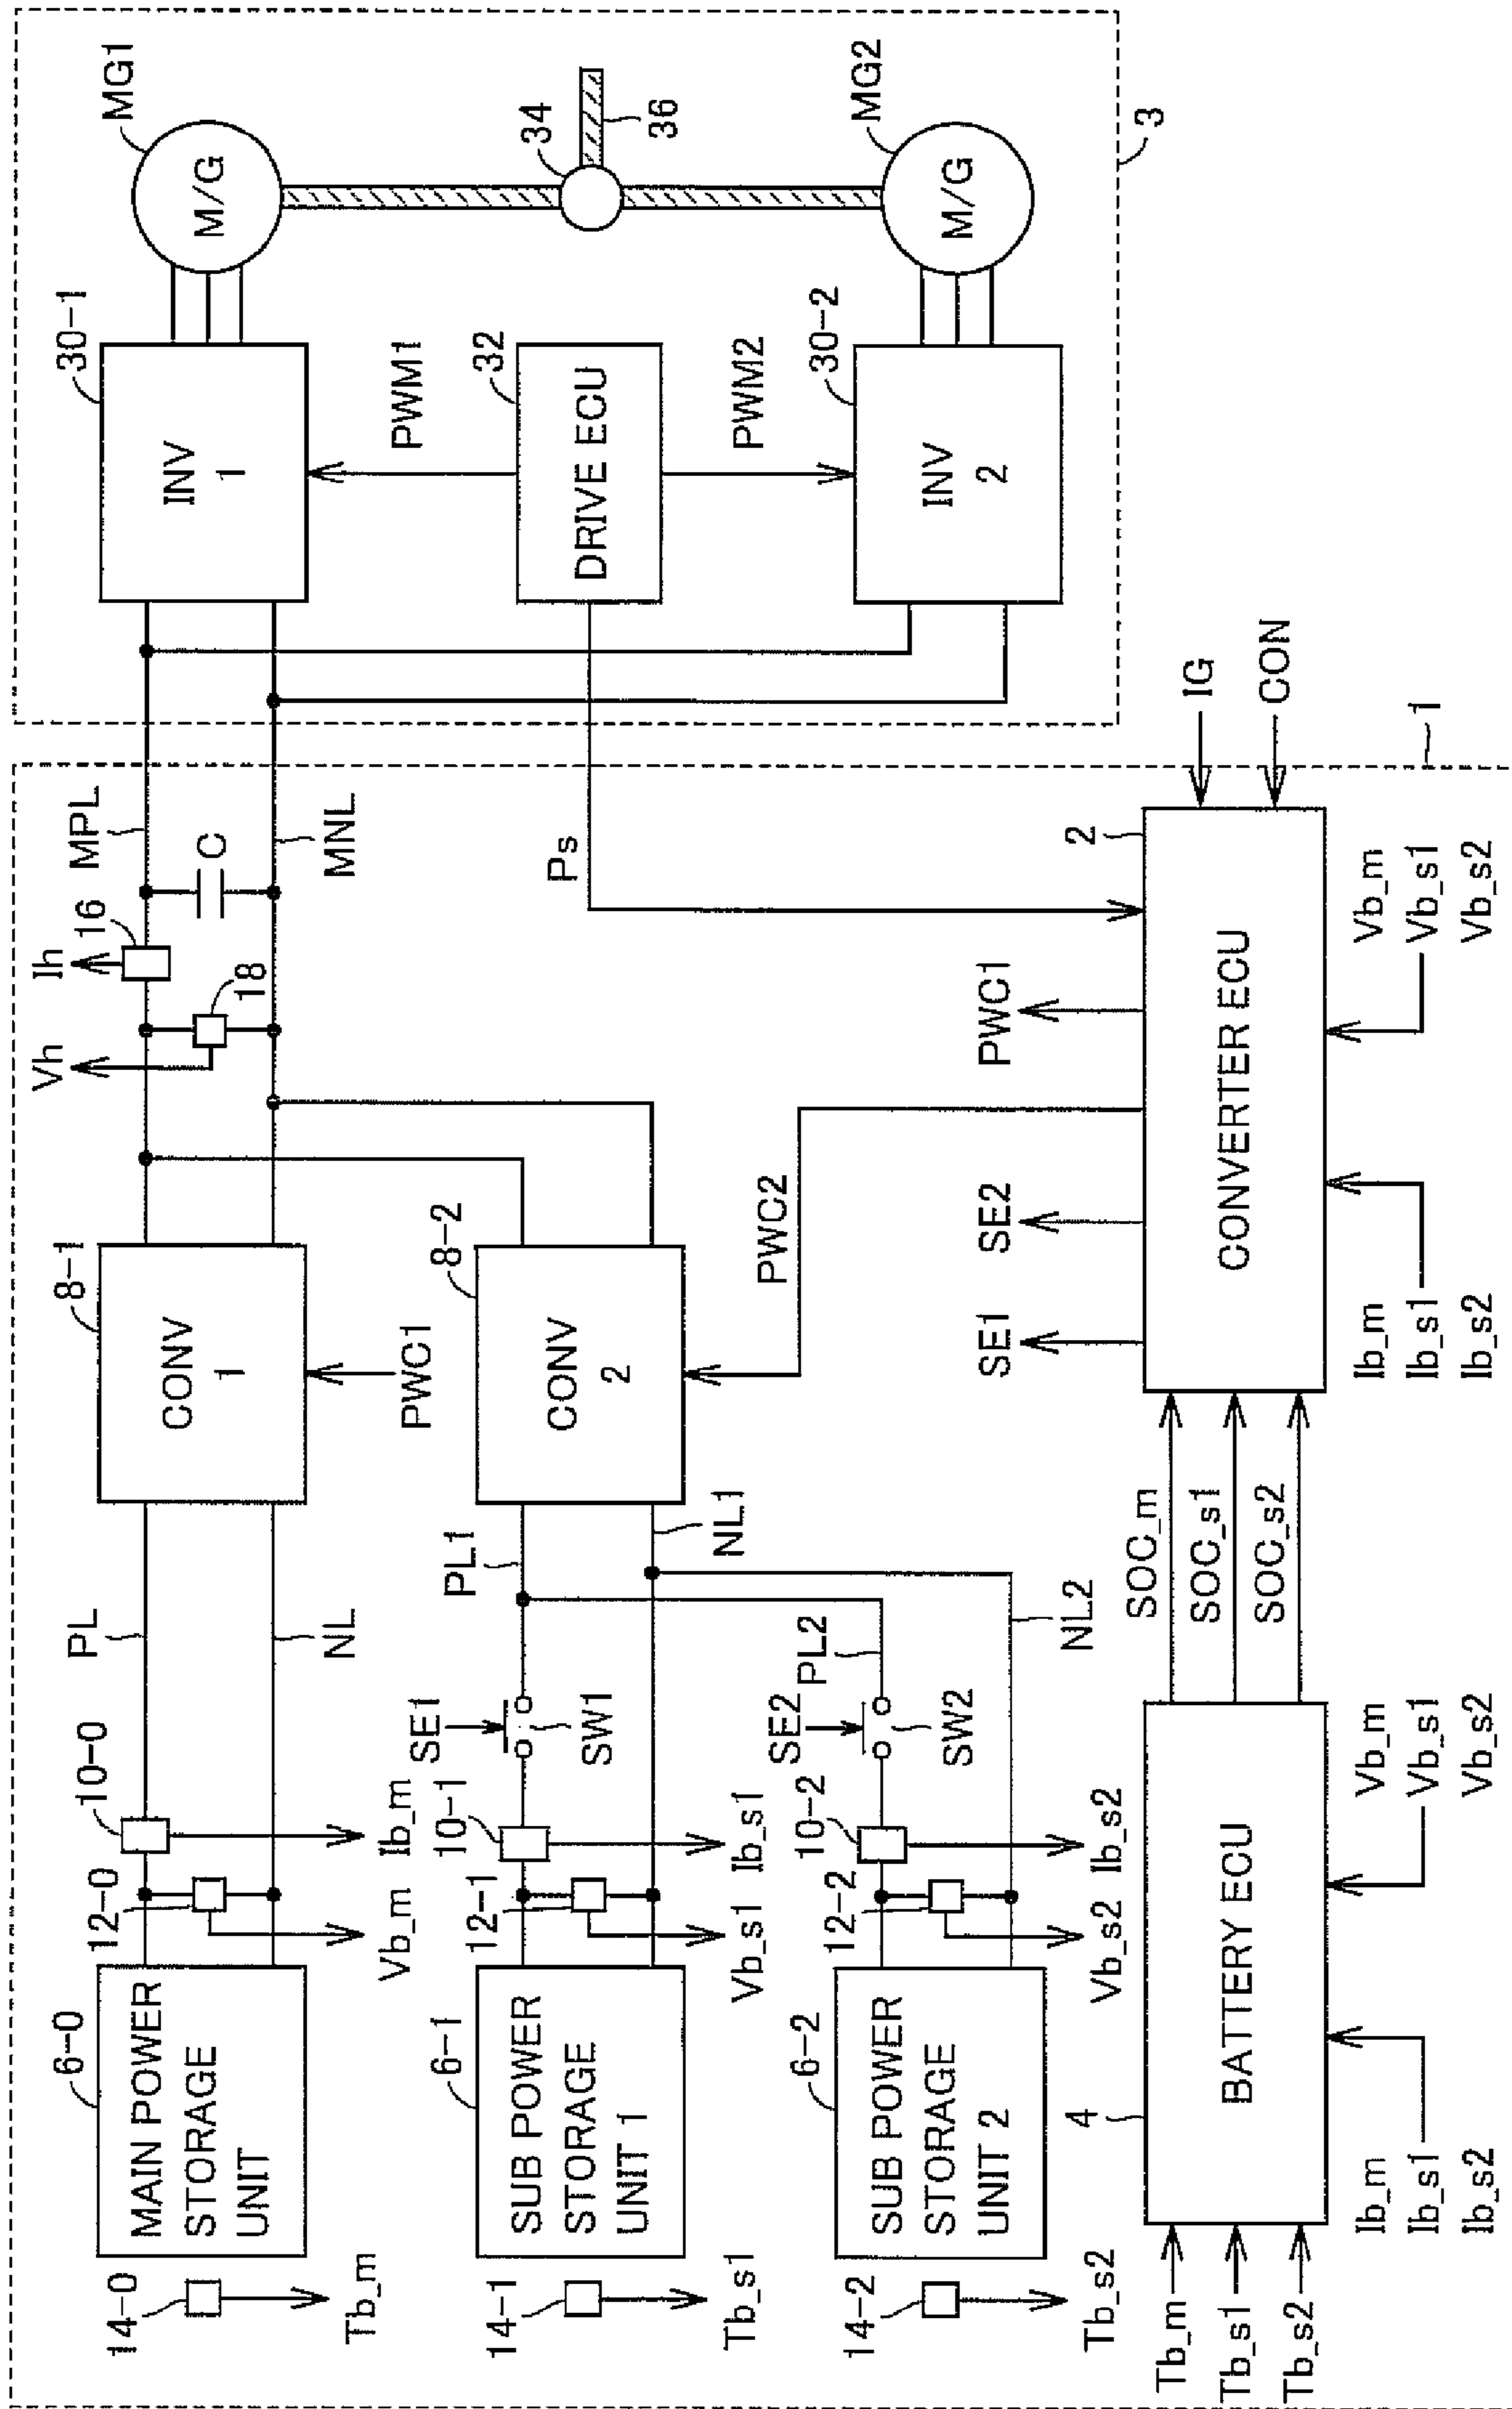 14-0
Tb_m
6-0
MAIN POWER
STORAGE
UNIT
12-0
Vb_m
10-0
Ib_m
PL
NL
8-1
CONV
1
PWC1
Vh
18
Ih
16
C
MPL
MNL
30-1
INV
1
MG1
M/G
14-1
Tb_s1
6-1
SUB POWER
STORAGE
UNIT 1
12-1
Vb_s1
10-1
Ib_s1
SE1
SW1
PL1
NL1
8-2
CONV
2
PWC2
Ps
PWM1
32
DRIVE ECU
PWM2
34
36
14-2
Tb_s2
6-2
SUB POWER
STORAGE
UNIT 2
12-2
Vb_s2
10-2
Ib_s2
SE2
SW2
PL2
NL2
30-2
INV
2
MG2
M/G
3
Tb_m
Tb_s1
Tb_s2
4
BATTERY ECU
Ib_m
Ib_s1
Ib_s2
Vb_m
Vb_s1
Vb_s2
SOC_m
SOC_s1
SOC_s2
SE1
SE2
PWC1
2
CONVERTER ECU
Ib_m
Ib_s1
Ib_s2
Vb_m
Vb_s1
Vb_s2
IG
CON
1